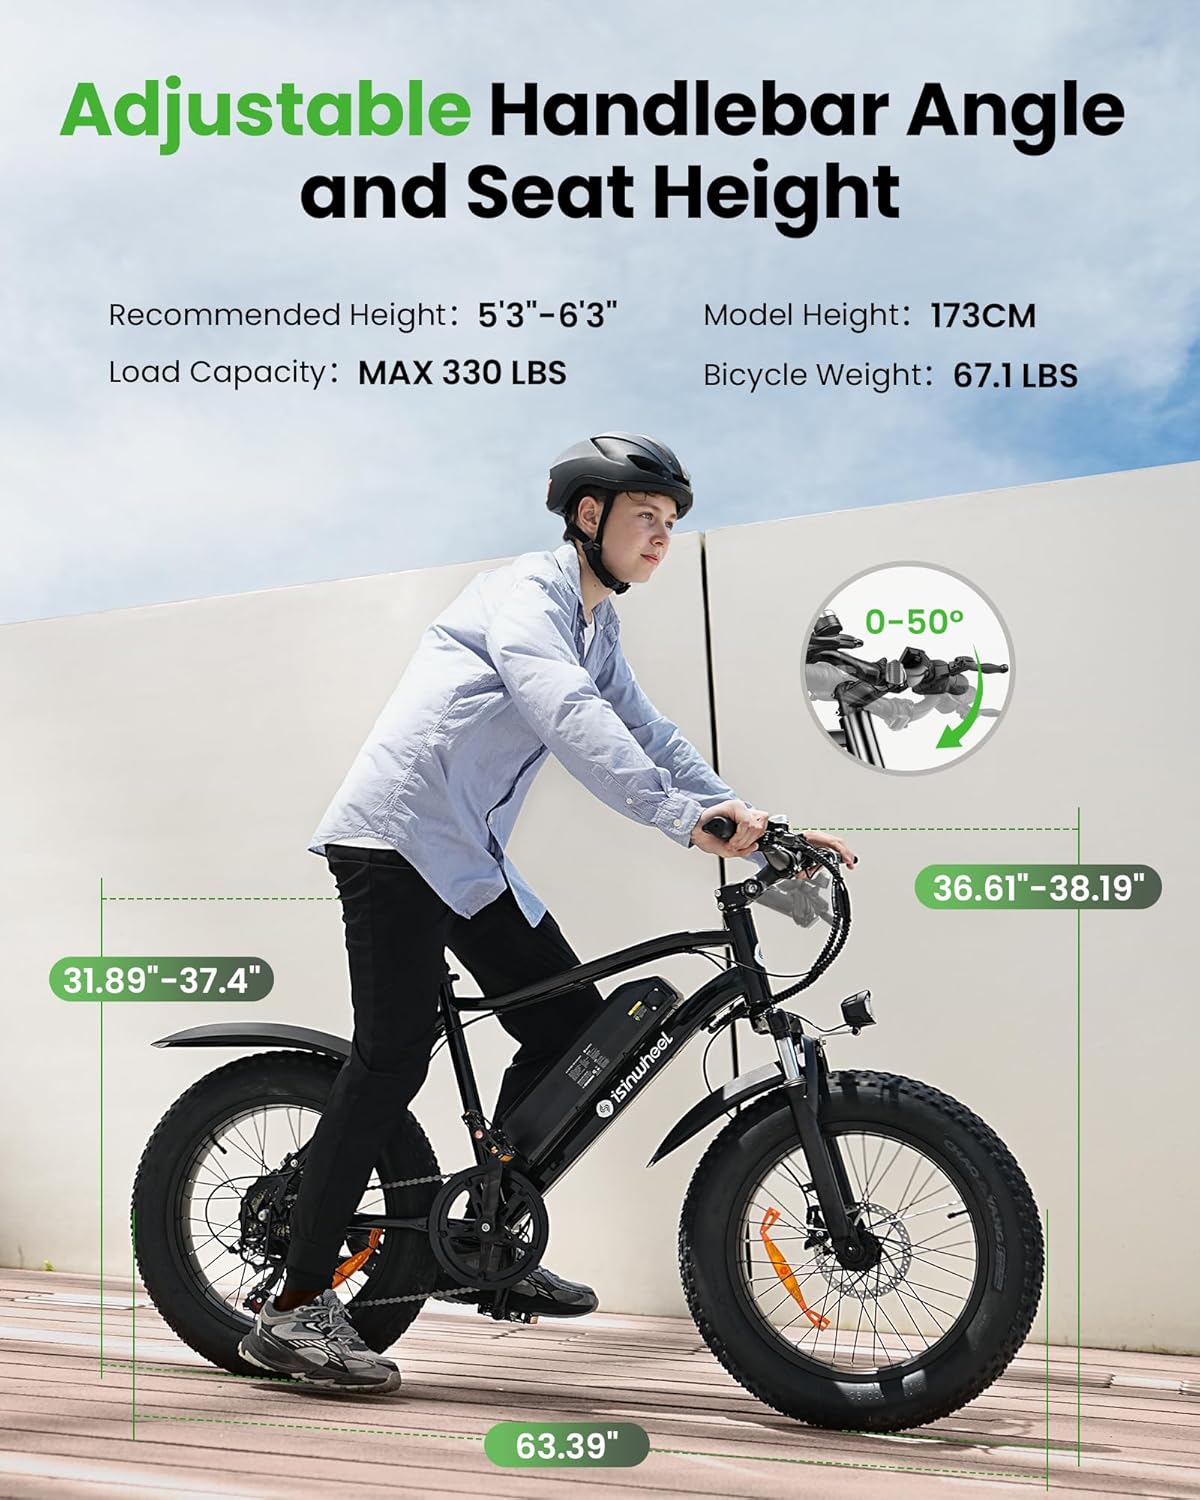 Adjustable Handlebar Angle
and Seat Height
Recommended Height: 5'3"-6'3"
Model Height: 173CM
Load Capacity: MAX 330 LBS
Bicycle Weight: 67.1 LBS
0-50°
36.61"-38.19"
31.89"-37.4"
isinwheel
63.39"